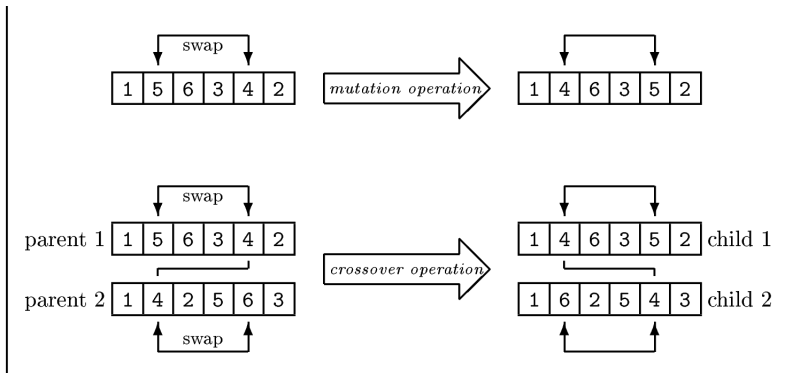 swap
1 5 6 3 4 2 mutation operation 1 4 6 3 5 2
swap
parent 1 1 5 6 3 4 2 1 4 6 3 5 2 child 1
crossover operation
parent 2 1 4 2 5 6 3 1 6 2 5 4 3 child 2
swap